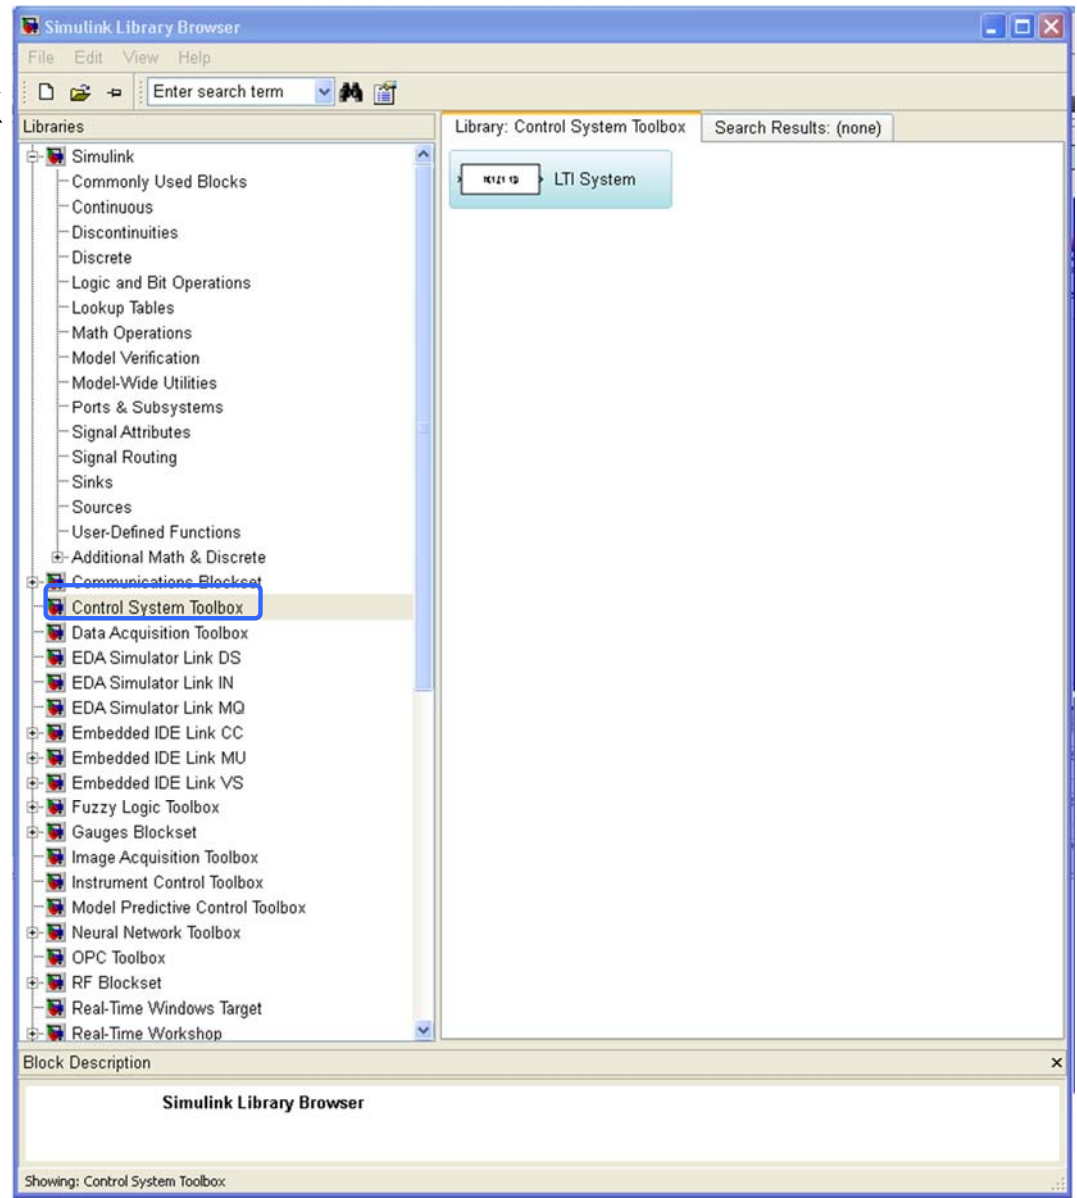 Simulink Library Browser
File Edit View Help
Enter search term
Libraries
Library: Control System Toolbox
Search Results: (none)
Simulink
Commonly Used Blocks
Continuous
Discontinuities
Discrete
Logic and Bit Operations
Lookup Tables
Math Operations
Model Verification
Model-Wide Utilities
Ports & Subsystems
Signal Attributes
Signal Routing
Sinks
Sources
User-Defined Functions
Additional Math & Discrete
Communications Blockset
Control System Toolbox
Data Acquisition Toolbox
EDA Simulator Link DS
EDA Simulator Link IN
EDA Simulator Link MQ
Embedded IDE Link CC
Embedded IDE Link MU
Embedded IDE Link VS
Fuzzy Logic Toolbox
Gauges Blockset
Image Acquisition Toolbox
Instrument Control Toolbox
Model Predictive Control Toolbox
Neural Network Toolbox
OPC Toolbox
RF Blockset
Real-Time Windows Target
Real-Time Workshop
LTI System
Block Description
Simulink Library Browser
Showing: Control System Toolbox